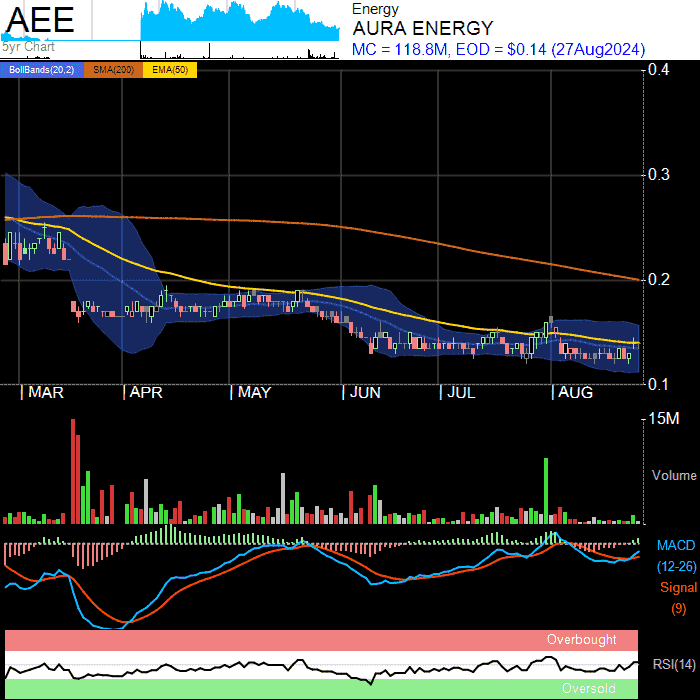 AEE
5yr Chart
Energy
AURA ENERGY
MC = 118.8M, EOD = $0.14 (27Aug2024)
BollBands(20,2) SMA(200) EMA(50)
0.4
0.3
0.2
0.1
MAR APR MAY JUN JUL AUG
15M
Volume
MACD
(12-26)
Signal
(9)
Overbought
RSI(14)
Oversold